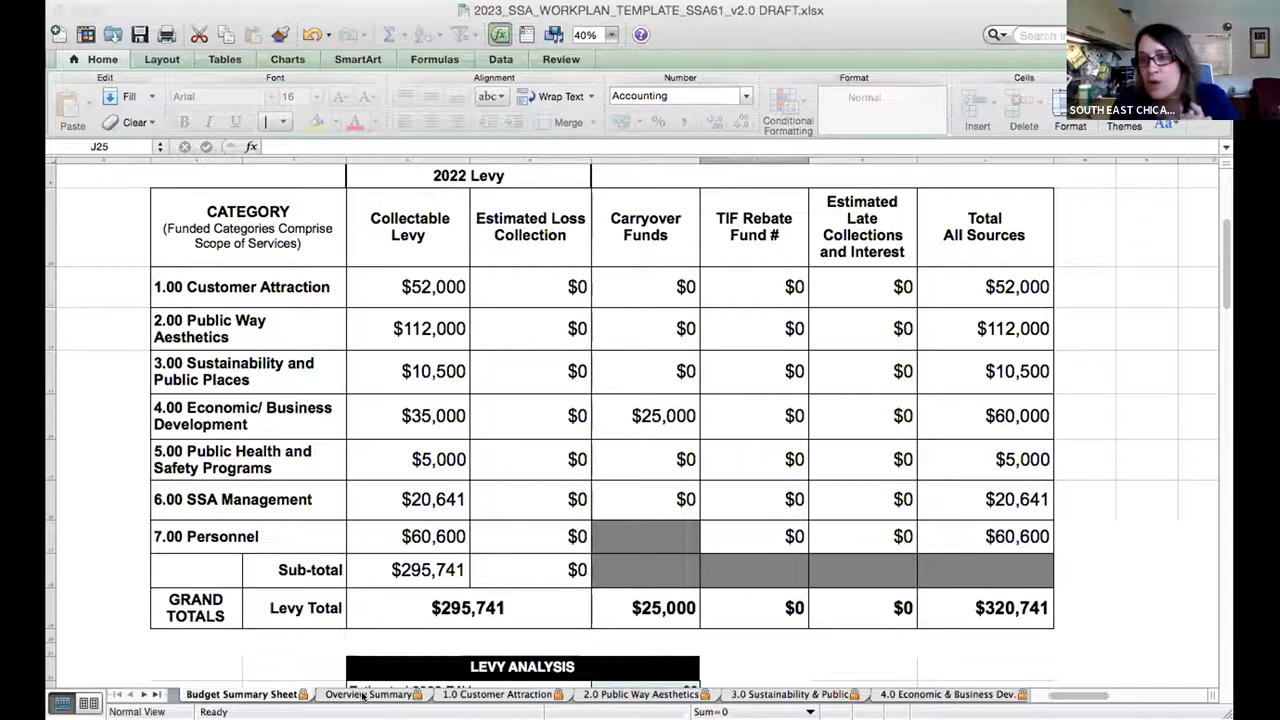 2023_SSA_WORKPLAN_TEMPLATE_SSA61_v2.0 DRAFT.xlsx
40%
Search in
Home Layout Tables Charts SmartArt Formulas Data Review
Edit Font Alignment Number Format Cells Themes
Fill Arial 16 abc Wrap Text Accounting Normal
Paste Clear B I U Merge % Conditional Formatting Insert Delete Format Themes Aa
SOUTH EAST CHICA...
J25 fx
2022 Levy
CATEGORY
(Funded Categories Comprise
Scope of Services)
Collectable
Levy
Estimated Loss
Collection
Carryover
Funds
TIF Rebate
Fund #
Estimated
Late
Collections
and Interest
Total
All Sources
1.00 Customer Attraction $52,000 $0 $0 $0 $0 $52,000
2.00 Public Way
Aesthetics $112,000 $0 $0 $0 $0 $112,000
3.00 Sustainability and
Public Places $10,500 $0 $0 $0 $0 $10,500
4.00 Economic/ Business
Development $35,000 $0 $25,000 $0 $0 $60,000
5.00 Public Health and
Safety Programs $5,000 $0 $0 $0 $0 $5,000
6.00 SSA Management $20,641 $0 $0 $0 $0 $20,641
7.00 Personnel $60,600 $0 $0 $0 $60,600
Sub-total $295,741 $0
GRAND
TOTALS Levy Total $295,741 $25,000 $0 $0 $320,741
LEVY ANALYSIS
Budget Summary Sheet Overview Summary 1.0 Customer Attraction 2.0 Public Way Aesthetics 3.0 Sustainability & Public 4.0 Economic & Business Dev.
Normal View Ready Sum=0